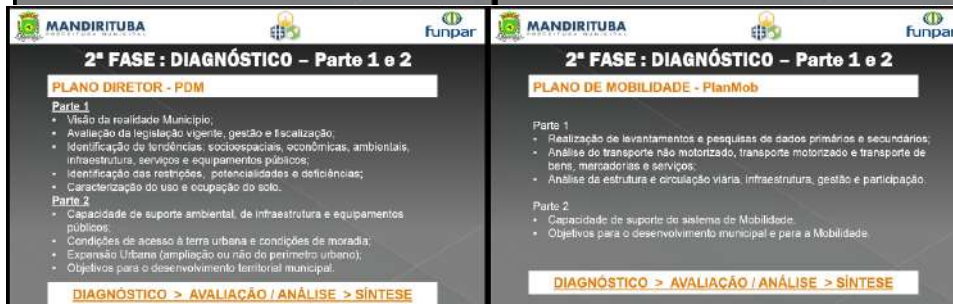 MANDIRITUBA
PREFEITURA MUNICIPAL
funpar
2ª FASE : DIAGNÓSTICO – Parte 1 e 2
PLANO DIRETOR - PDM
Parte 1
• Visão da realidade Município;
• Avaliação da legislação vigente, gestão e fiscalização;
• Identificação de tendências: socioespaciais, econômicas, ambientais,
infraestrutura, serviços e equipamentos públicos;
• Identificação das restrições, potencialidades e deficiências;
• Caracterização do uso e ocupação do solo.
Parte 2
• Capacidade de suporte ambiental, de infraestrutura e equipamentos
públicos;
• Condições de acesso à terra urbana e condições de moradia;
• Expansão Urbana (ampliação ou não do perímetro urbano);
• Objetivos para o desenvolvimento territorial municipal.
DIAGNÓSTICO > AVALIAÇÃO / ANÁLISE > SÍNTESE
MANDIRITUBA
PREFEITURA MUNICIPAL
funpar
2ª FASE : DIAGNÓSTICO – Parte 1 e 2
PLANO DE MOBILIDADE - PlanMob
Parte 1
• Realização de levantamentos e pesquisas de dados primários e secundários;
• Análise do transporte não motorizado, transporte motorizado e transporte de
bens, mercadorias e serviços;
• Análise da estrutura e circulação viária, infraestrutura, gestão e participação.
Parte 2
• Capacidade de suporte do sistema de Mobilidade.
• Objetivos para o desenvolvimento municipal e para a Mobilidade.
DIAGNÓSTICO > AVALIAÇÃO / ANÁLISE > SÍNTESE